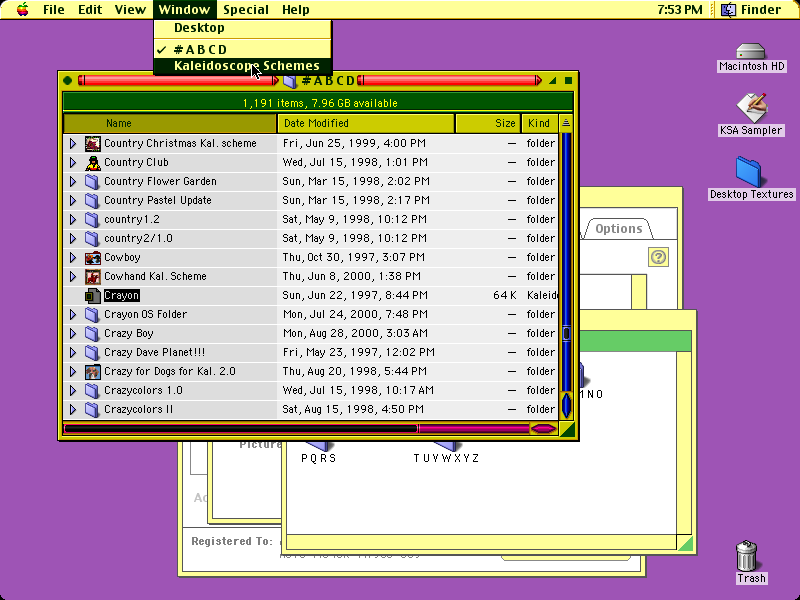 File Edit View Window Special Help 7:53 PM Finder
Desktop
✓ #ABCD
Kaleidoscope Schemes
#ABCD
1,191 items, 7.96 GB available
Name Date Modified Size Kind
Country Christmas Kal. scheme Fri, Jun 25, 1999, 4:00 PM — folder
Country Club Wed, Jul 15, 1998, 1:01 PM — folder
Country Flower Garden Sun, Mar 15, 1998, 2:02 PM — folder
Country Pastel Update Sun, Mar 15, 1998, 2:17 PM — folder
country1.2 Sat, May 9, 1998, 10:12 PM — folder
country2/1.0 Sat, May 9, 1998, 10:12 PM — folder
Cowboy Thu, Oct 30, 1997, 3:07 PM — folder
Cowhand Kal. Scheme Thu, Jun 8, 2000, 1:38 PM — folder
Crayon Sun, Jun 22, 1997, 8:44 PM 64 K Kaleid
Crayon OS Folder Mon, Jul 24, 2000, 7:48 PM — folder
Crazy Boy Mon, Aug 28, 2000, 3:03 AM — folder
Crazy Dave Planet!!! Fri, May 23, 1997, 12:02 PM — folder
Crazy for Dogs for Kal. 2.0 Thu, Aug 20, 1998, 5:44 PM — folder
Crazycolors 1.0 Wed, Jul 15, 1998, 10:17 AM — folder
Crazycolors II Sat, Aug 15, 1998, 4:50 PM — folder
Macintosh HD
KSA Sampler
Desktop Textures
Options
?
MNO
Picture
PQRS TUVWXYZ
Ac
Registered To:
Trash